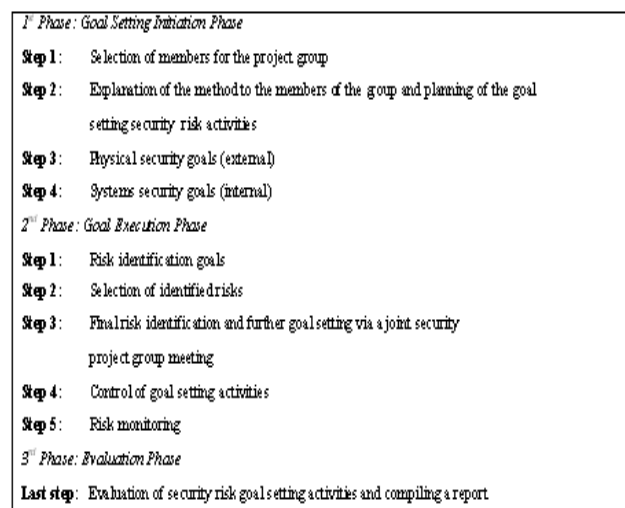 1st Phase: Goal Setting Initiation Phase
Step 1: Selection of members for the project group
Step 2: Explanation of the method to the members of the group and planning of the goal
setting security risk activities
Step 3: Physical security goals (external)
Step 4: Systems security goals (internal)
2nd Phase: Goal Execution Phase
Step 1: Risk identification goals
Step 2: Selection of identified risks
Step 3: Final risk identification and further goal setting via a joint security
project group meeting
Step 4: Control of goal setting activities
Step 5: Risk monitoring
3rd Phase: Evaluation Phase
Last step: Evaluation of security risk goal setting activities and compiling a report